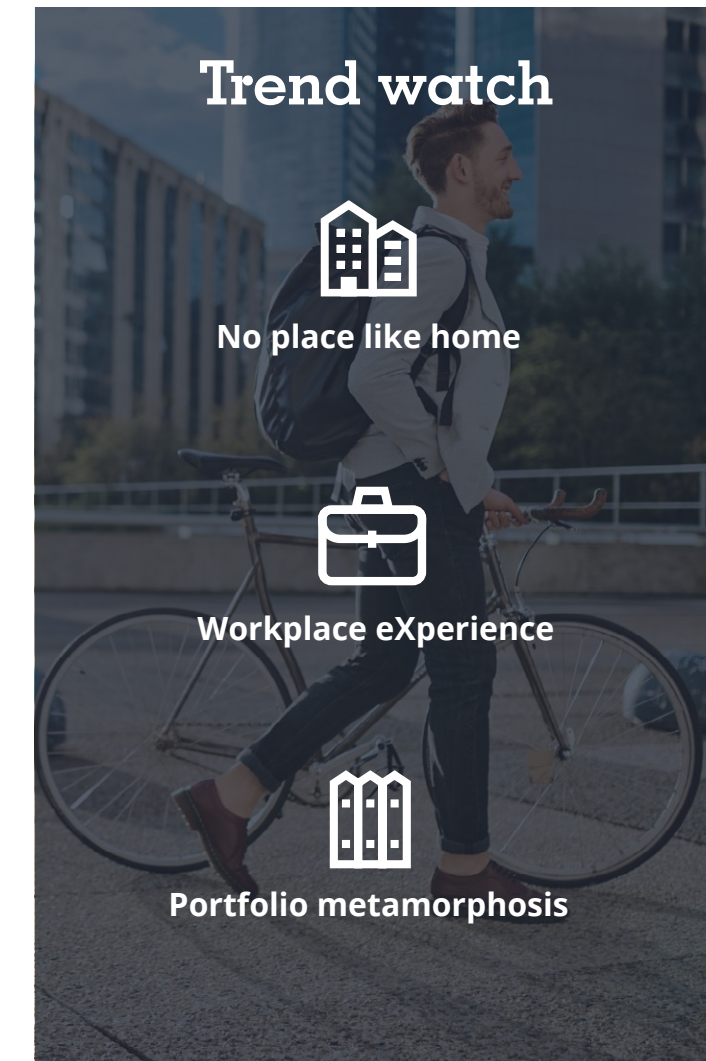 Trend watch
No place like home
Workplace eXperience
Portfolio metamorphosis